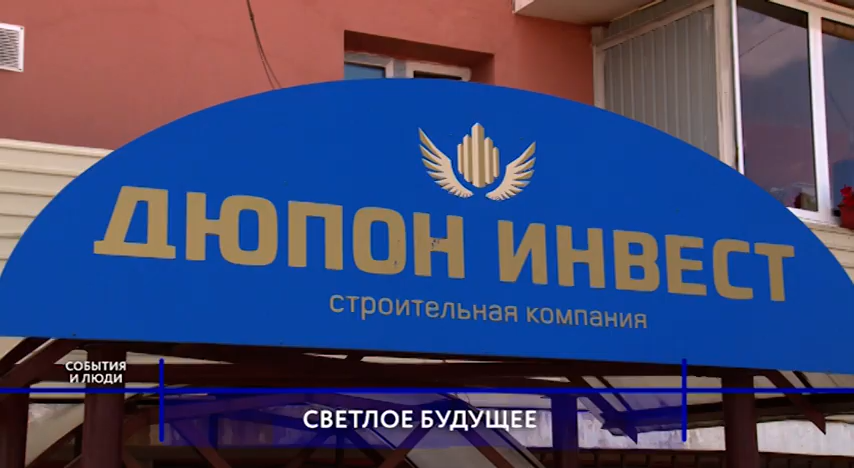 ДЮПОН ИНВЕСТ
строительная компания
СОБЫТИЯ
И ЛЮДИ
СВЕТЛОЕ БУДУЩЕЕ